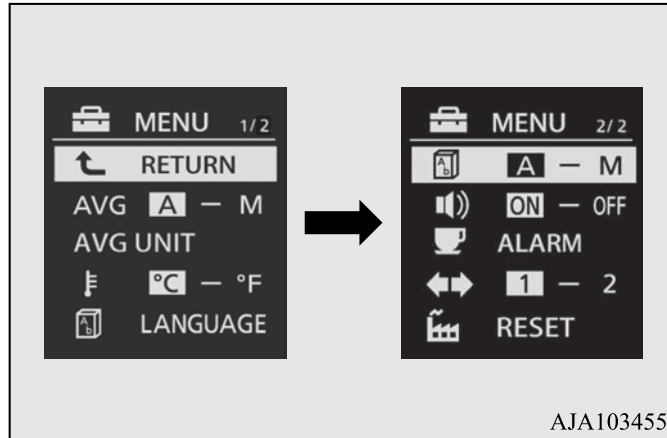 MENU 1/2
RETURN
AVG A — M
AVG UNIT
°C — °F
LANGUAGE
MENU 2/2
A — M
ON — OFF
ALARM
1 — 2
RESET
AJA103455